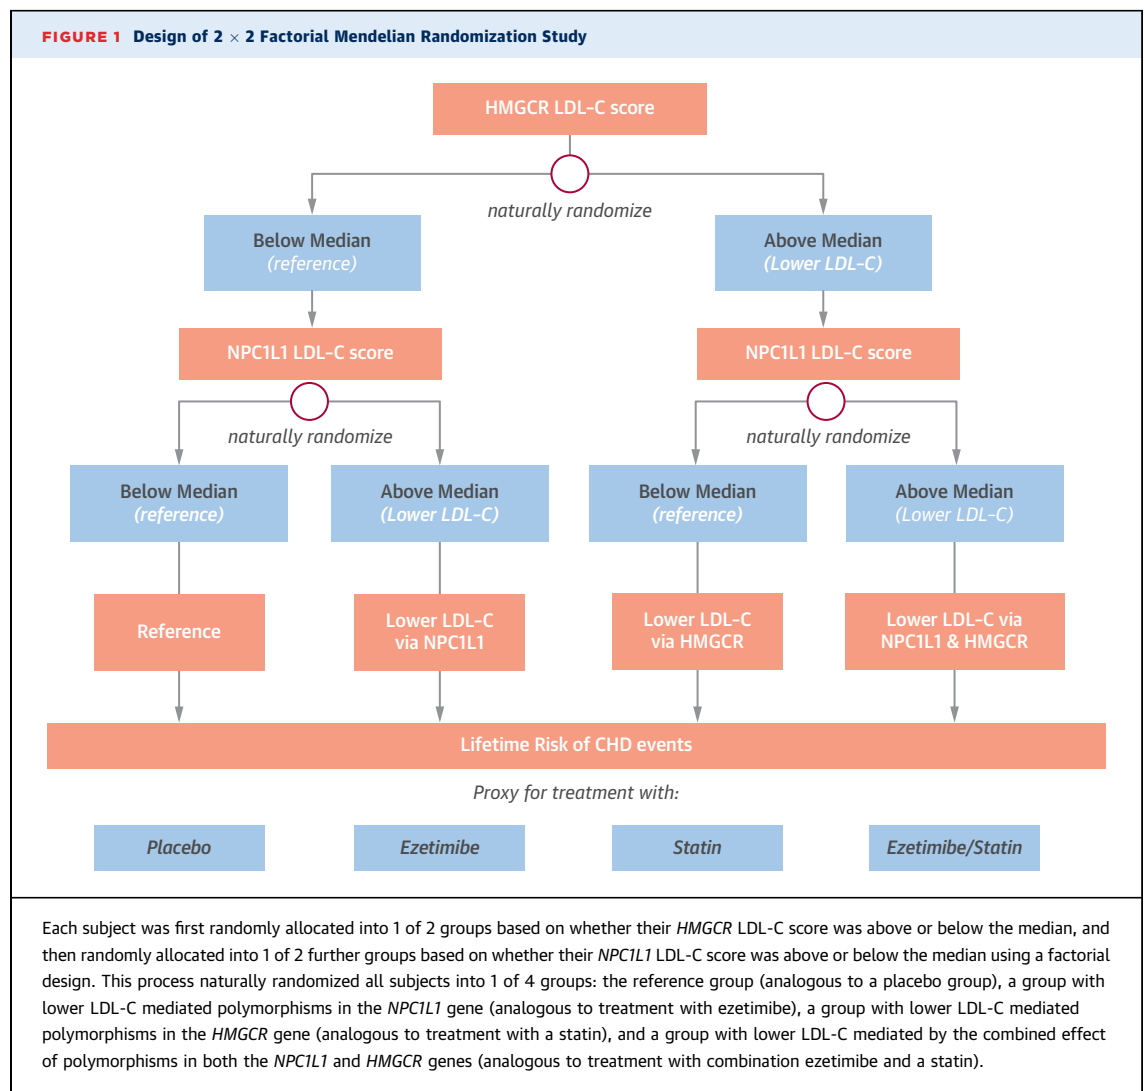 FIGURE 1 Design of 2 × 2 Factorial Mendelian Randomization Study
HMGCR LDL-C score
naturally randomize
Below Median
(reference)
Above Median
(Lower LDL-C)
NPC1L1 LDL-C score
NPC1L1 LDL-C score
naturally randomize
naturally randomize
Below Median
(reference)
Above Median
(Lower LDL-C)
Below Median
(reference)
Above Median
(Lower LDL-C)
Reference
Lower LDL-C
via NPC1L1
Lower LDL-C
via HMGCR
Lower LDL-C via
NPC1L1 & HMGCR
Lifetime Risk of CHD events
Proxy for treatment with:
Placebo
Ezetimibe
Statin
Ezetimibe/Statin
Each subject was first randomly allocated into 1 of 2 groups based on whether their HMGCR LDL-C score was above or below the median, and
then randomly allocated into 1 of 2 further groups based on whether their NPC1L1 LDL-C score was above or below the median using a factorial
design. This process naturally randomized all subjects into 1 of 4 groups: the reference group (analogous to a placebo group), a group with
lower LDL-C mediated polymorphisms in the NPC1L1 gene (analogous to treatment with ezetimibe), a group with lower LDL-C mediated
polymorphisms in the HMGCR gene (analogous to treatment with a statin), and a group with lower LDL-C mediated by the combined effect
of polymorphisms in both the NPC1L1 and HMGCR genes (analogous to treatment with combination ezetimibe and a statin).